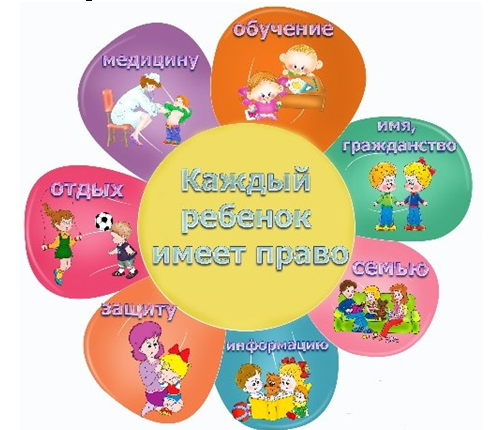 Каждый
ребенок
имеет право
обучение
имя,
гражданство
семью
информацию
защиту
отдых
медицину